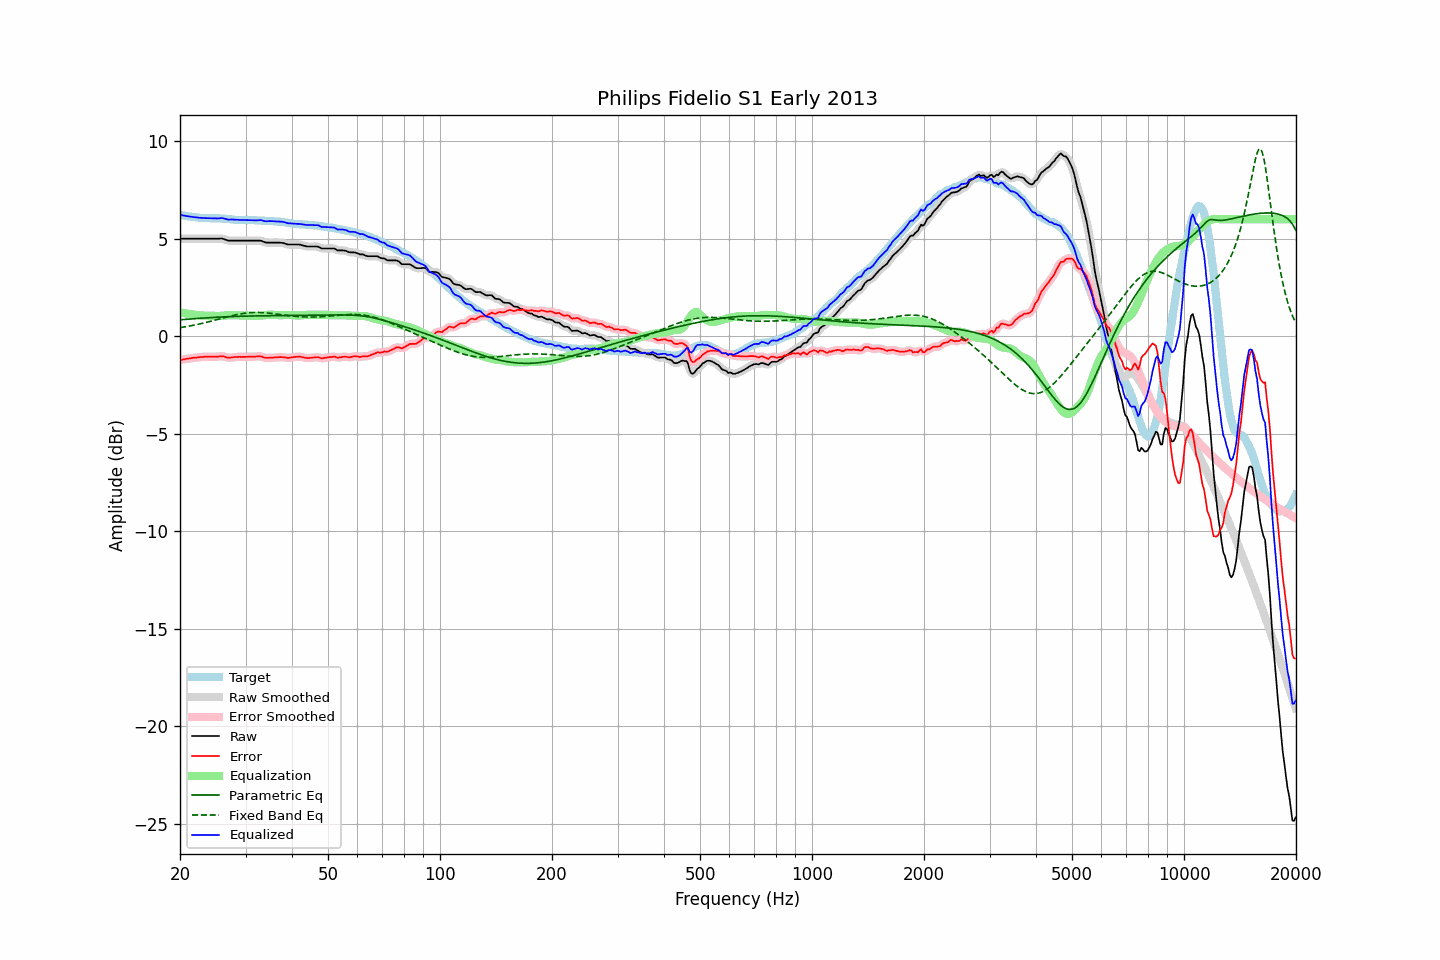 Philips Fidelio S1 Early 2013
Amplitude (dBr)
10
5
0
−5
−10
−15
−20
−25
Target
Raw Smoothed
Error Smoothed
Raw
Error
Equalization
Parametric Eq
Fixed Band Eq
Equalized
20
50
100
200
500
1000
2000
5000
10000
20000
Frequency (Hz)